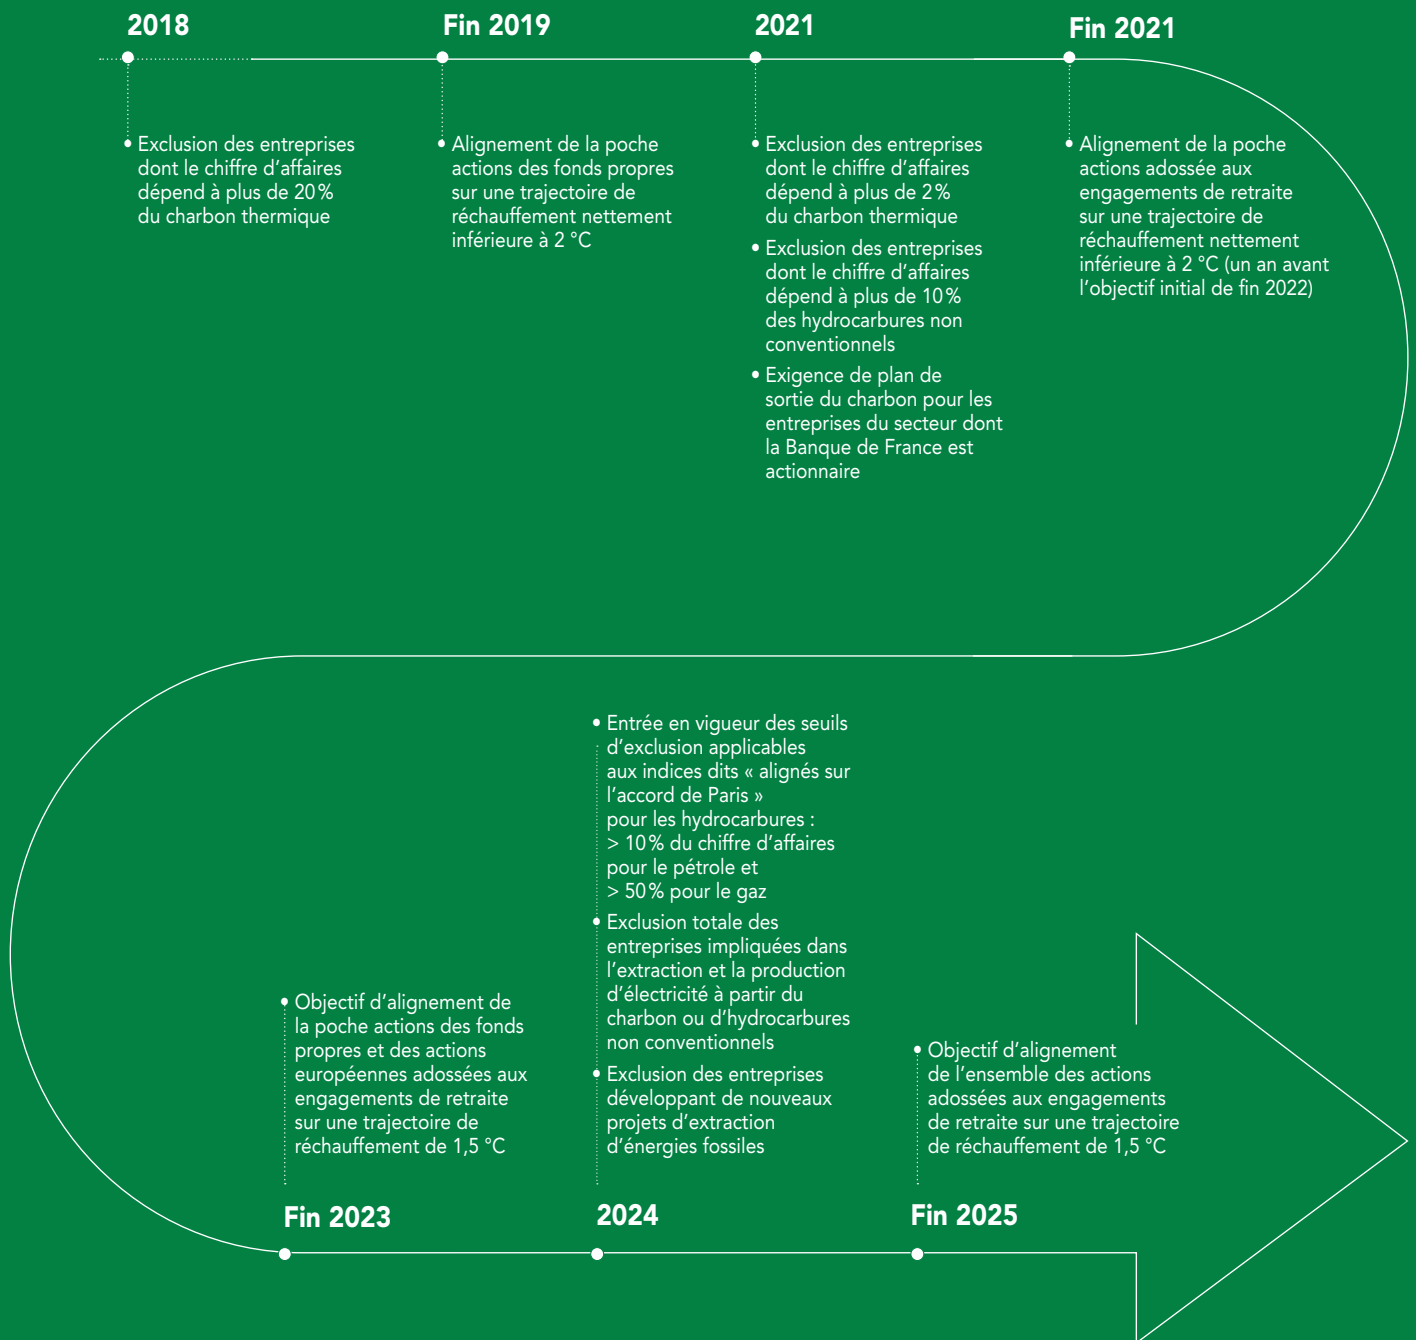 2018
• Exclusion des entreprises
dont le chiffre d’affaires
dépend à plus de 20 %
du charbon thermique
Fin 2019
• Alignement de la poche
actions des fonds propres
sur une trajectoire de
réchauffement nettement
inférieure à 2 °C
2021
• Exclusion des entreprises
dont le chiffre d’affaires
dépend à plus de 2 %
du charbon thermique
• Exclusion des entreprises
dont le chiffre d’affaires
dépend à plus de 10 %
des hydrocarbures non
conventionnels
• Exigence de plan de
sortie du charbon pour les
entreprises du secteur dont
la Banque de France est
actionnaire
Fin 2021
• Alignement de la poche
actions adossée aux
engagements de retraite
sur une trajectoire de
réchauffement nettement
inférieure à 2 °C (un an avant
l’objectif initial de fin 2022)
• Objectif d’alignement de
la poche actions des fonds
propres et des actions
européennes adossées aux
engagements de retraite
sur une trajectoire de
réchauffement de 1,5 °C
Fin 2023
• Entrée en vigueur des seuils
d’exclusion applicables
aux indices dits « alignés sur
l’accord de Paris »
pour les hydrocarbures :
> 10 % du chiffre d’affaires
pour le pétrole et
> 50 % pour le gaz
• Exclusion totale des
entreprises impliquées dans
l’extraction et la production
d’électricité à partir du
charbon ou d’hydrocarbures
non conventionnels
• Exclusion des entreprises
développant de nouveaux
projets d’extraction
d’énergies fossiles
2024
• Objectif d’alignement
de l’ensemble des actions
adossées aux engagements
de retraite sur une trajectoire
de réchauffement de 1,5 °C
Fin 2025